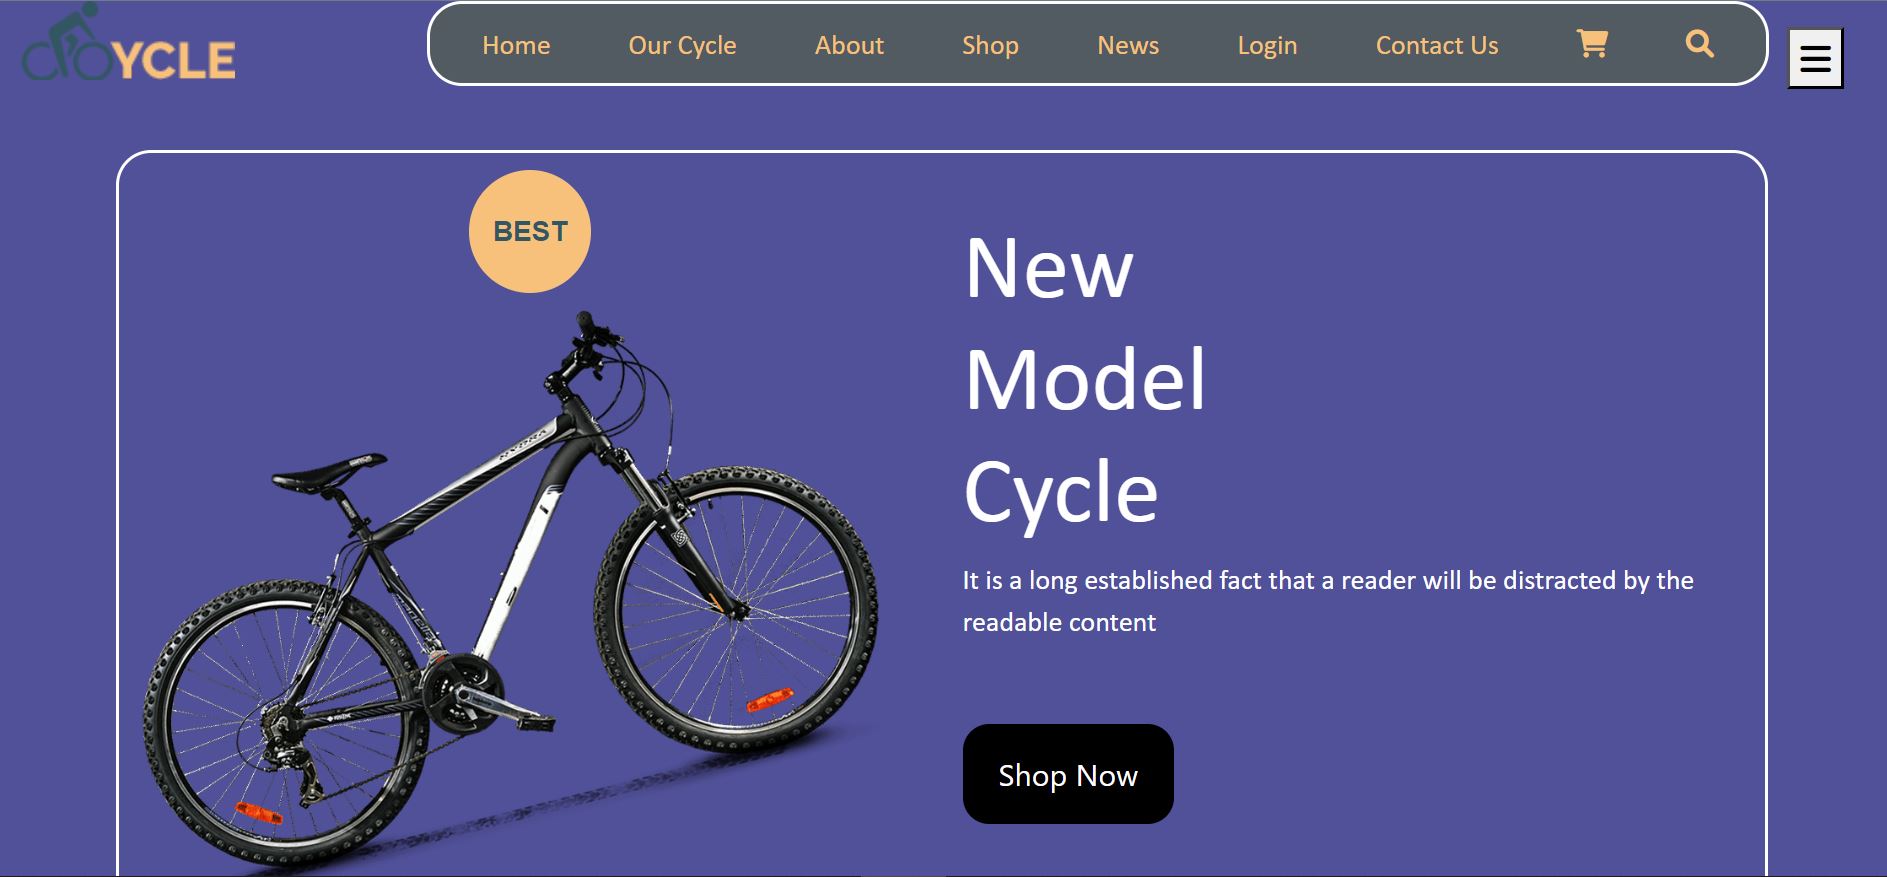 YCLE
Home Our Cycle About Shop News Login Contact Us
BEST
New
Model
Cycle
It is a long established fact that a reader will be distracted by the
readable content
Shop Now